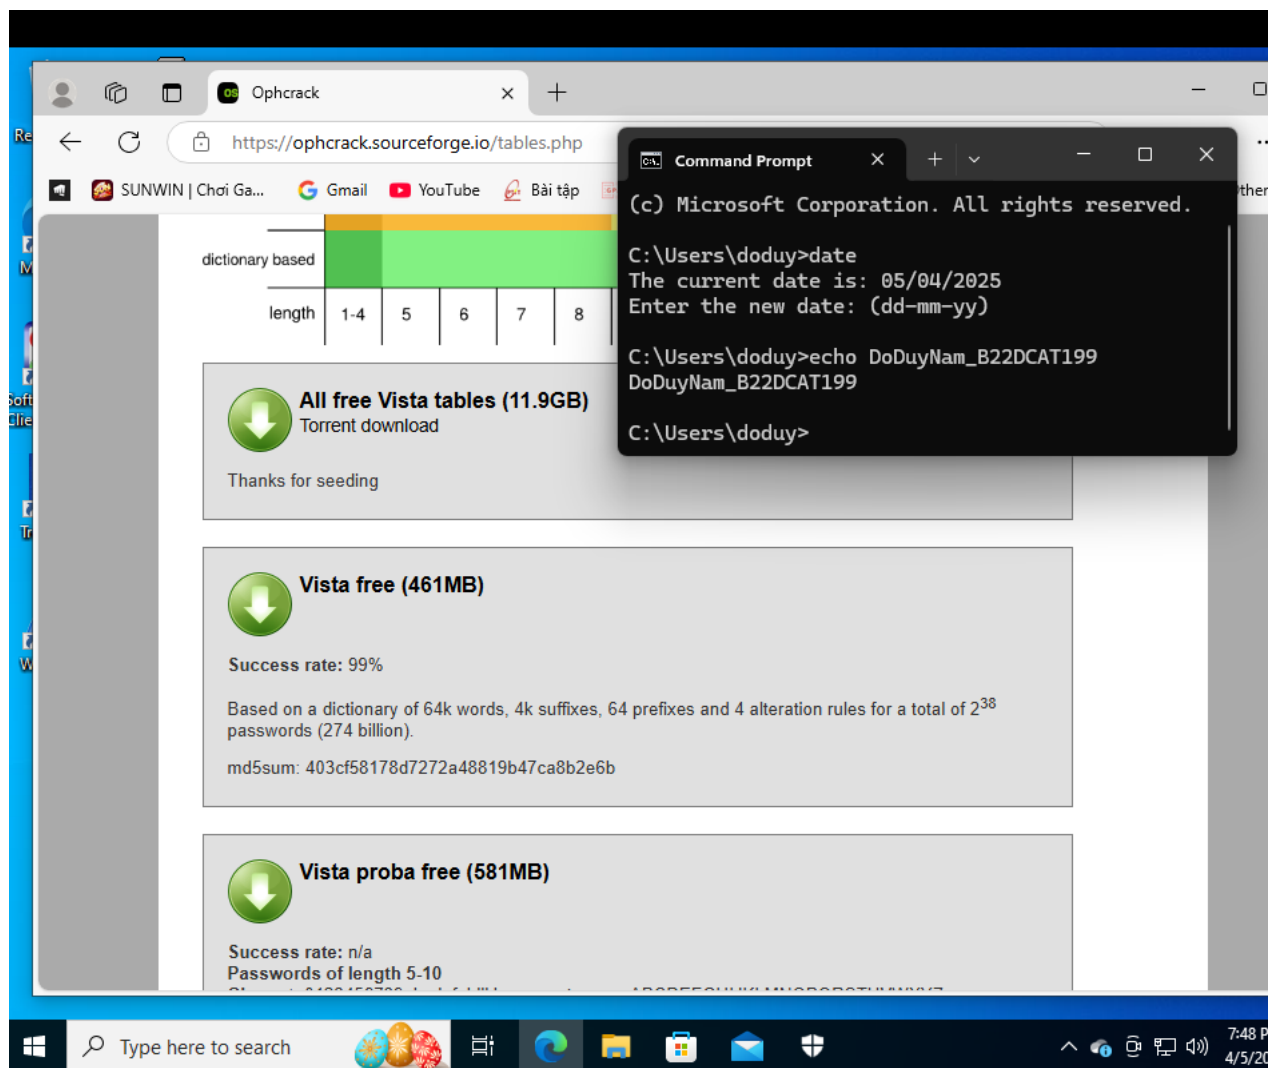 Ophcrack
https://ophcrack.sourceforge.io/tables.php
SUNWIN | Chơi Ga...
Gmail
YouTube
Bài tập
Command Prompt
(c) Microsoft Corporation. All rights reserved.
C:\Users\doduy>date
The current date is: 05/04/2025
Enter the new date: (dd-mm-yy)
C:\Users\doduy>echo DoDuyNam_B22DCAT199
DoDuyNam_B22DCAT199
C:\Users\doduy>
dictionary based
length 1-4 5 6 7 8
All free Vista tables (11.9GB)
Torrent download
Thanks for seeding
Vista free (461MB)
Success rate: 99%
Based on a dictionary of 64k words, 4k suffixes, 64 prefixes and 4 alteration rules for a total of 2^38
passwords (274 billion).
md5sum: 403cf58178d7272a48819b47ca8b2e6b
Vista proba free (581MB)
Success rate: n/a
Passwords of length 5-10
Type here to search
7:48 P
4/5/20